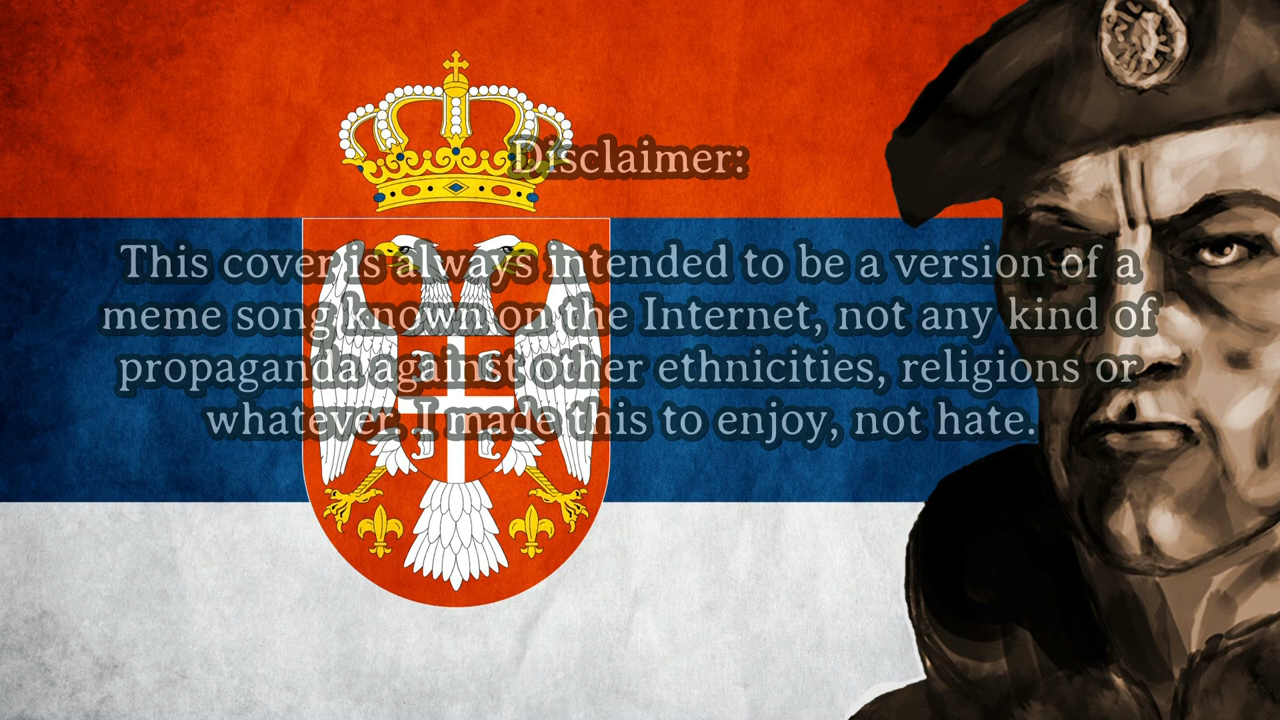 Disclaimer:
This cover is always intended to be a version of a
meme song known on the Internet, not any kind of
propaganda against other ethnicities, religions or
whatever. I made this to enjoy, not hate.